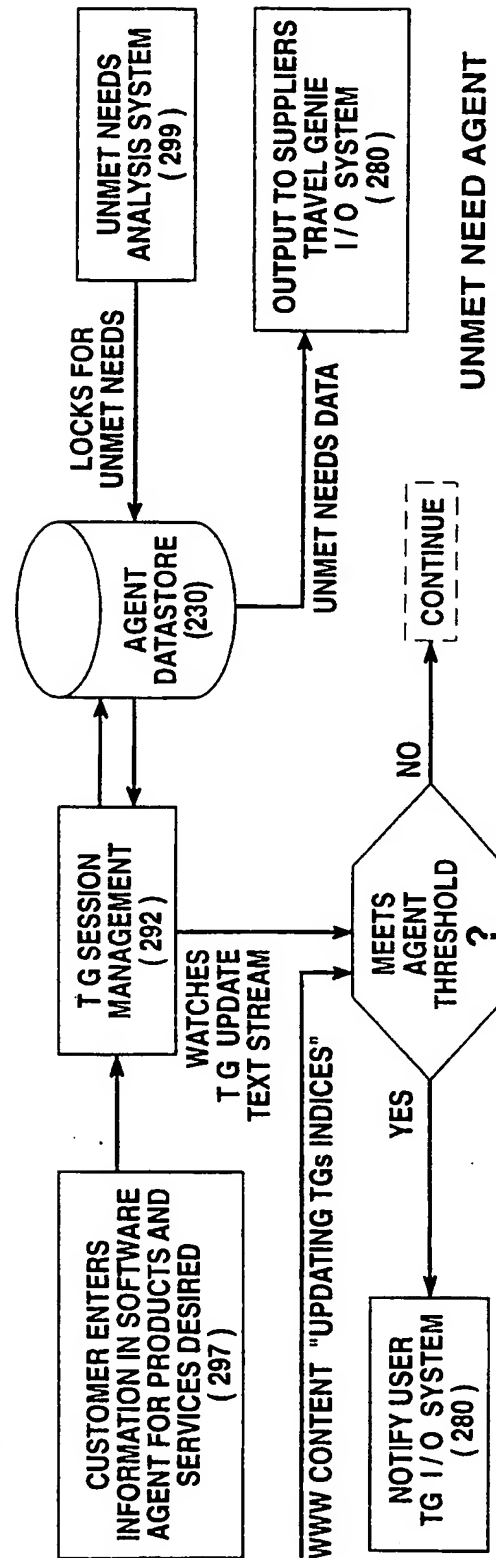 CUSTOMER ENTERS
INFORMATION IN SOFTWARE
AGENT FOR PRODUCTS AND
SERVICES DESIRED
( 297 )
T G SESSION
MANAGEMENT
( 292 )
AGENT
DATASTORE
(230)
LOCKS FOR
UNMET NEEDS
UNMET NEEDS
ANALYSIS SYSTEM
( 299 )
WATCHES
T G UPDATE
TEXT STREAM
UNMET NEEDS DATA
OUTPUT TO SUPPLIERS
TRAVEL GENIE
I / O SYSTEM
( 280 )
WWW CONTENT "UPDATING TGs INDICES"
MEETS
AGENT
THRESHOLD
?
YES
NO
CONTINUE
NOTIFY USER
TG I / O SYSTEM
( 280 )
UNMET NEED AGENT